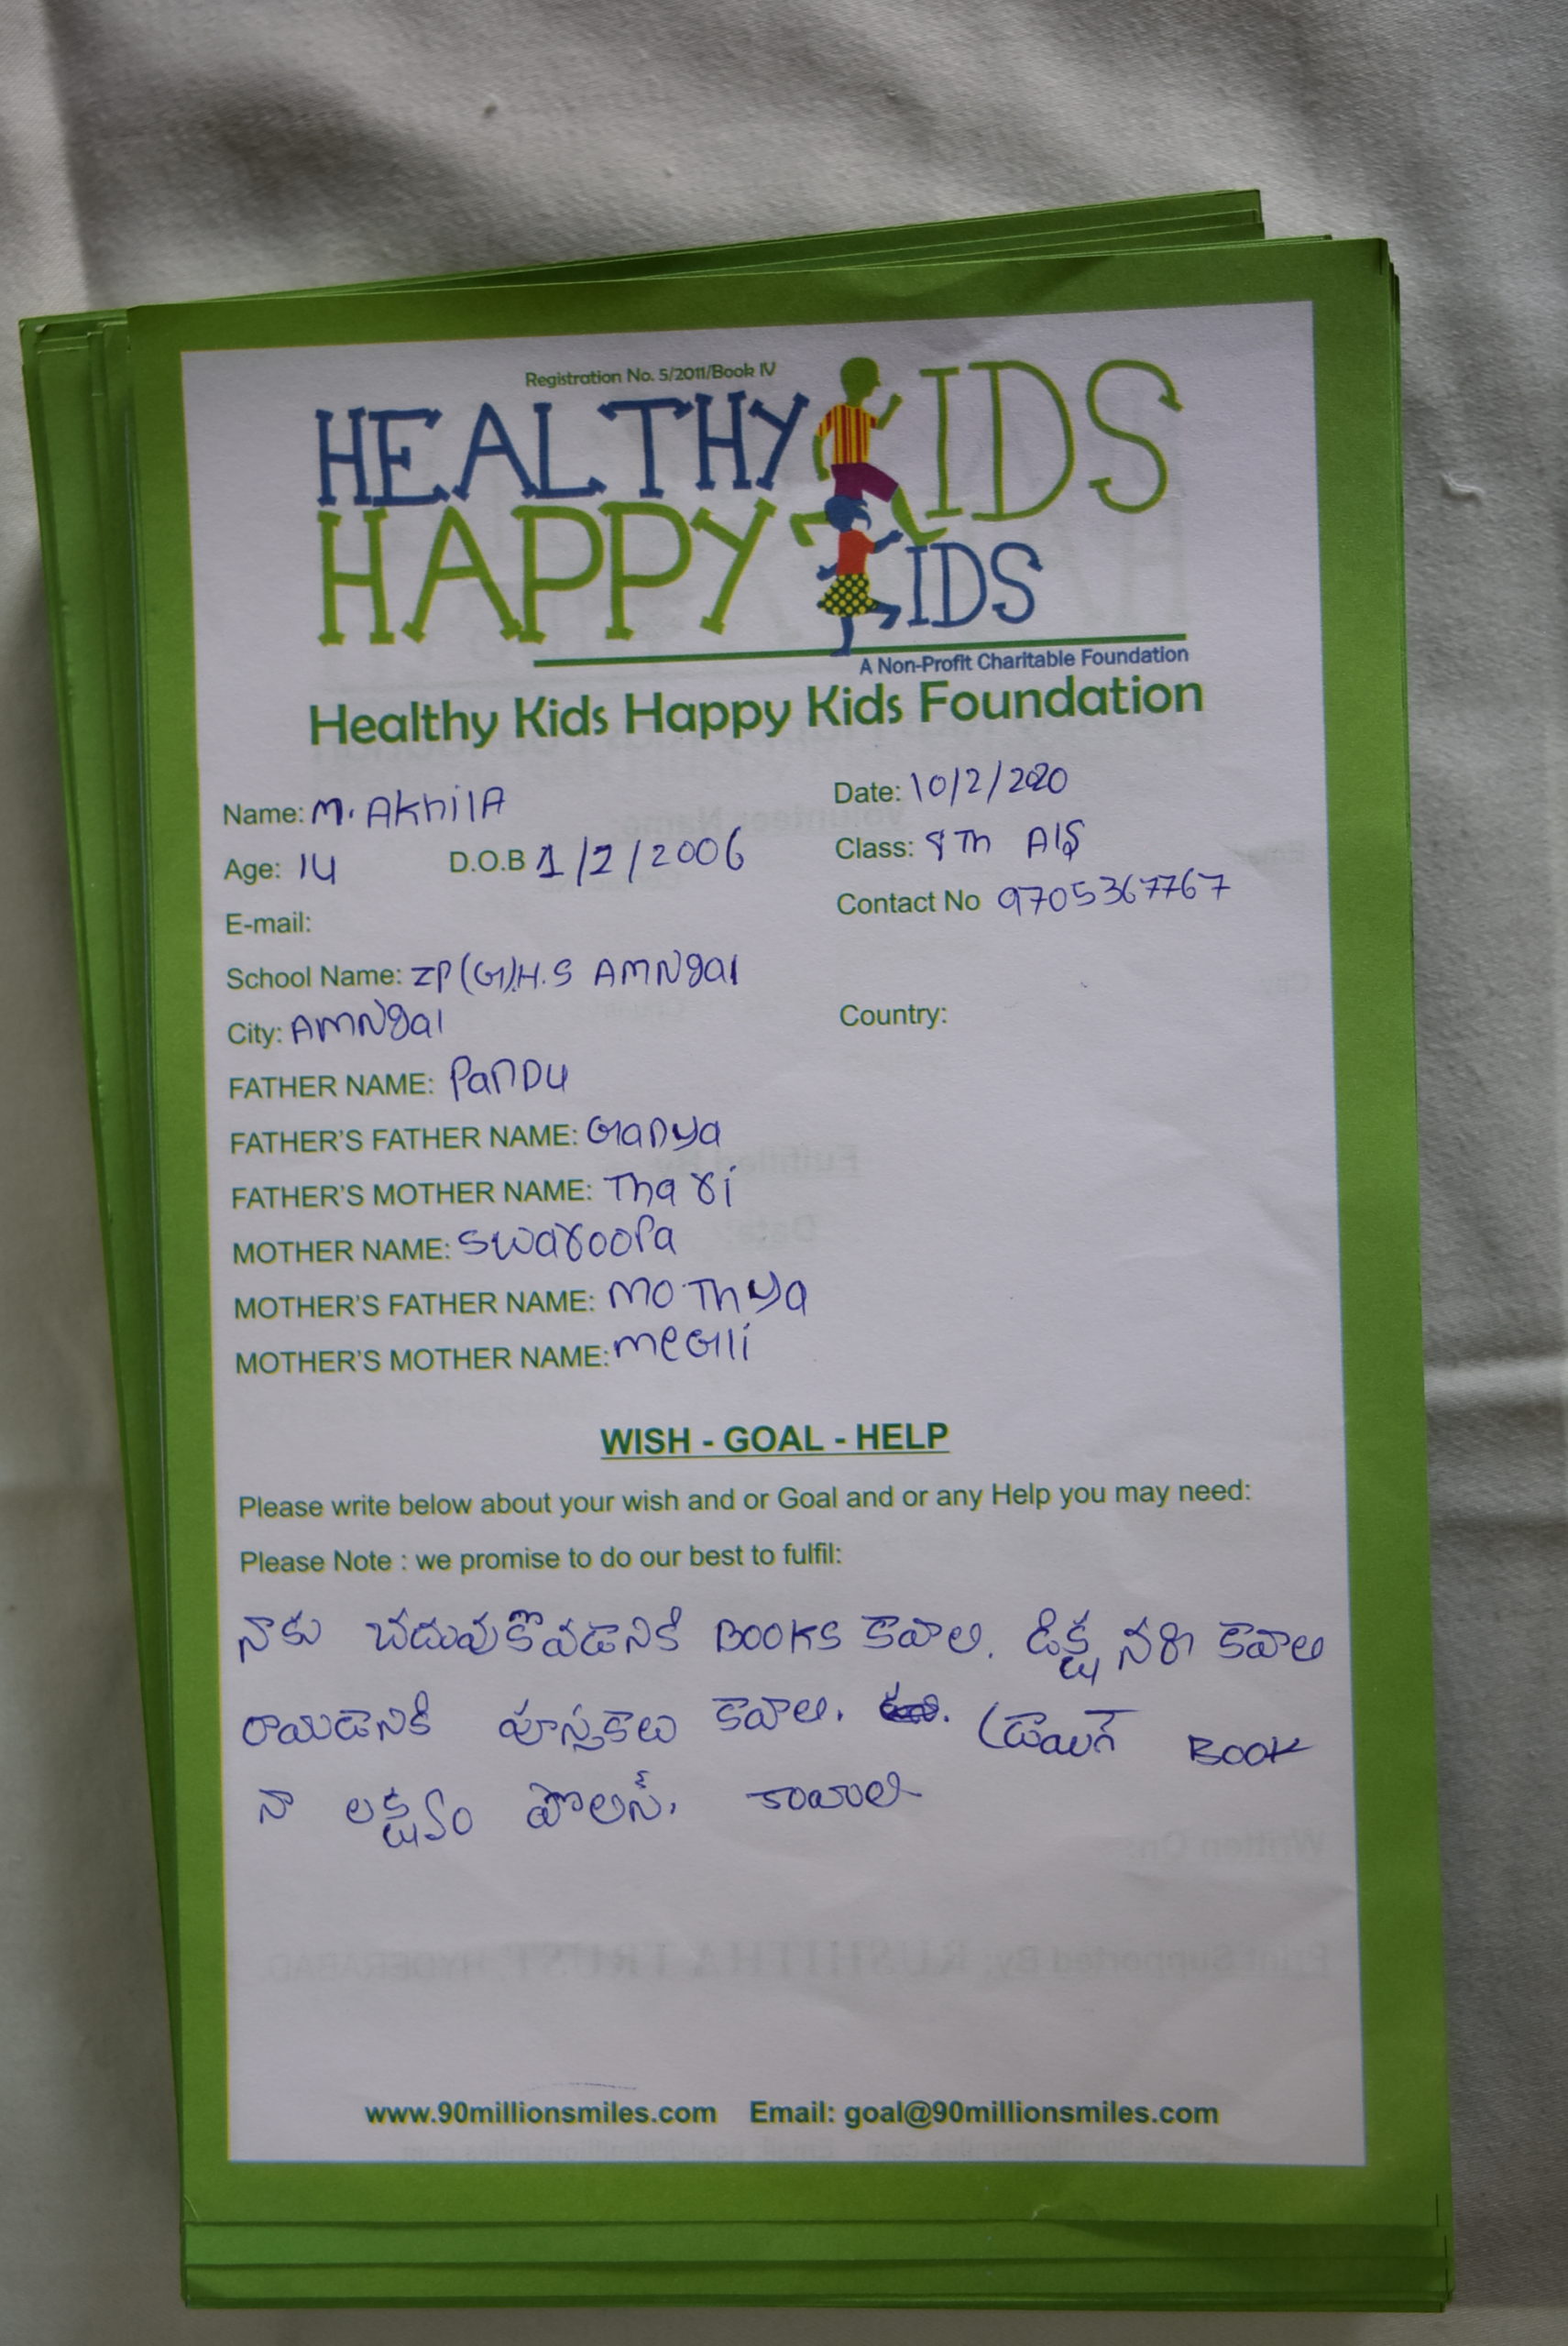 Registration No. 5/2011/Book IV
HEALTHY KIDS
HAPPY KIDS
A Non-Profit Charitable Foundation
Healthy Kids Happy Kids Foundation
Name: M. AkhilA Date: 10/2/2020
Age: 14 D.O.B 1/2/2006 Class: 8Th
E-mail: Contact No 9705367767
School Name: ZP(G).H.S AMNgal
City: AMNgal Country:
FATHER NAME: PanDu
FATHER'S FATHER NAME: Ganya
FATHER'S MOTHER NAME: Thari
MOTHER NAME: Swaroopa
MOTHER'S FATHER NAME: MoThya
MOTHER'S MOTHER NAME: meGli
WISH - GOAL - HELP
Please write below about your wish and or Goal and or any Help you may need:
Please Note : we promise to do our best to fulfil:
నాకు చదువుకొవడానికి BOOKS కావాలి. డిక్ష నరీ కావాలి
రాయిడానికి పూస్తకాలు కావాలి. డ్రాయింగ్ BOOK
నా లక్ష్యం పొలిస్. కావాలి
www.90millionsmiles.com Email: goal@90millionsmiles.com